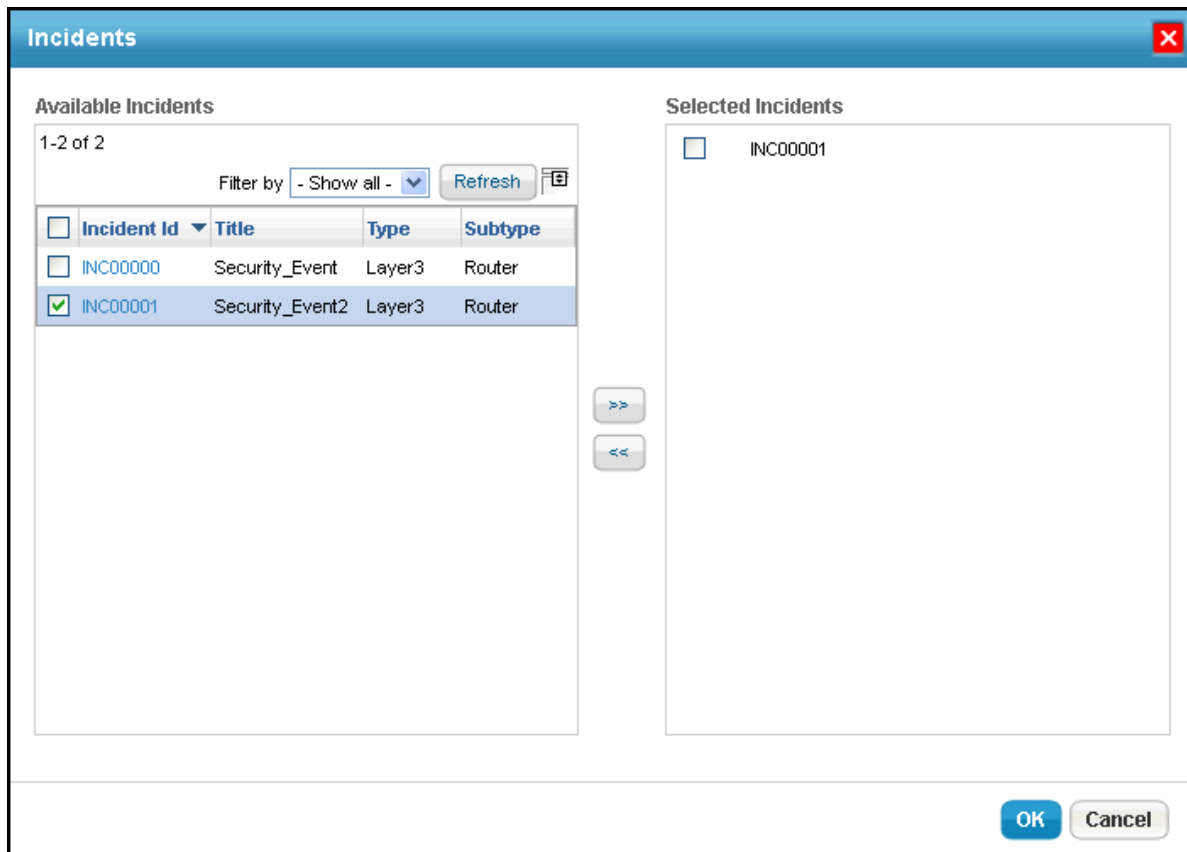 Incidents
Available Incidents
1-2 of 2
Filter by - Show all - Refresh
Incident Id Title Type Subtype
INC00000 Security_Event Layer3 Router
INC00001 Security_Event2 Layer3 Router
>>
<<
Selected Incidents
INC00001
OK Cancel